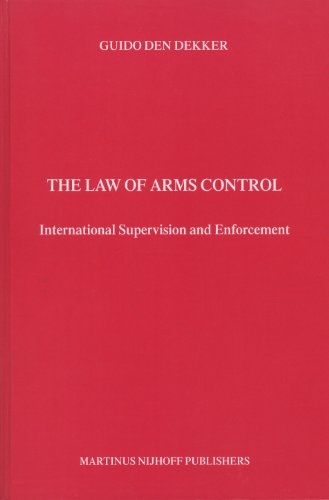 GUIDO DEN DEKKER
THE LAW OF ARMS CONTROL
International Supervision and Enforcement
MARTINUS NIJHOFF PUBLISHERS